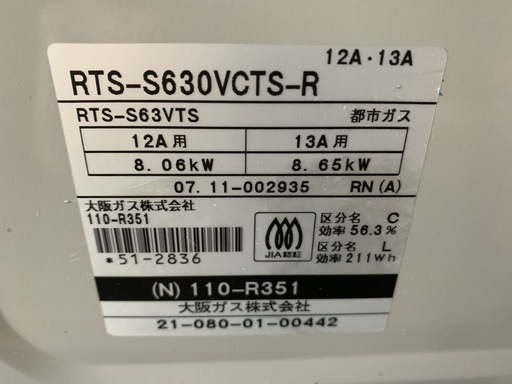 12A・13A
RTS-S630VCTS-R
RTS-S63VTS 都市ガス
12A用 13A用
8.06kW 8.65kW
07.11-002935 RN(A)
大阪ガス株式会社
110-R351
*51-2836
JIA認証
区分名 C
効率 56.3%
区分名 L
効率 211Wh
(N) 110-R351
大阪ガス株式会社
21-080-01-00442